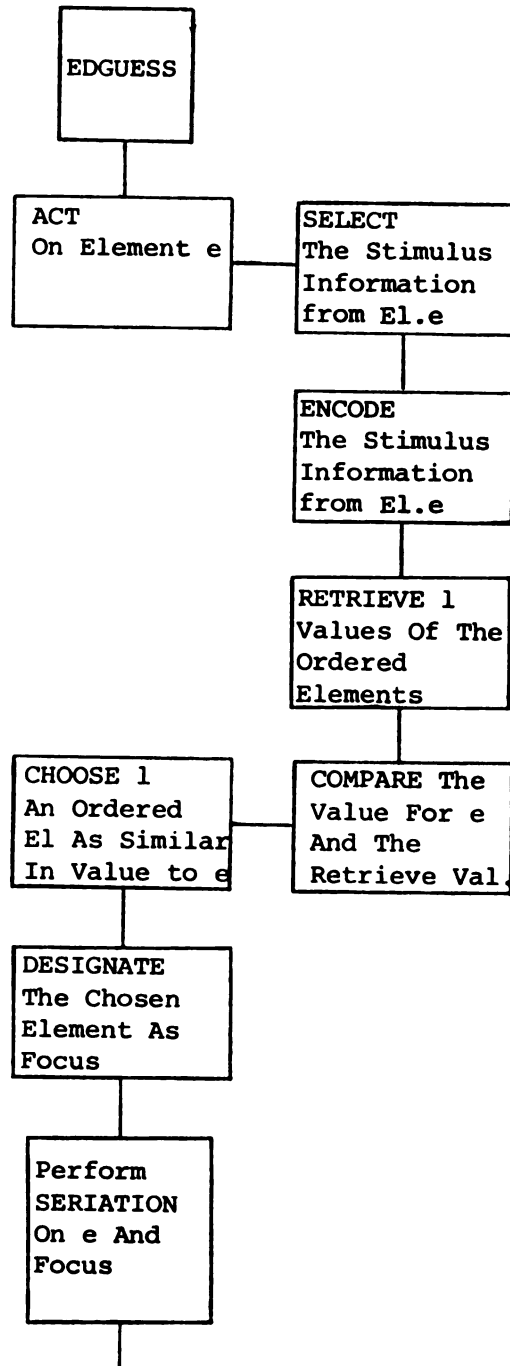 EDGUESS
ACT
On Element e
SELECT
The Stimulus
Information
from El.e
ENCODE
The Stimulus
Information
from El.e
RETRIEVE l
Values Of The
Ordered
Elements
COMPARE The
Value For e
And The
Retrieve Val.
CHOOSE l
An Ordered
El As Similar
In Value to e
DESIGNATE
The Chosen
Element As
Focus
Perform
SERIATION
On e And
Focus